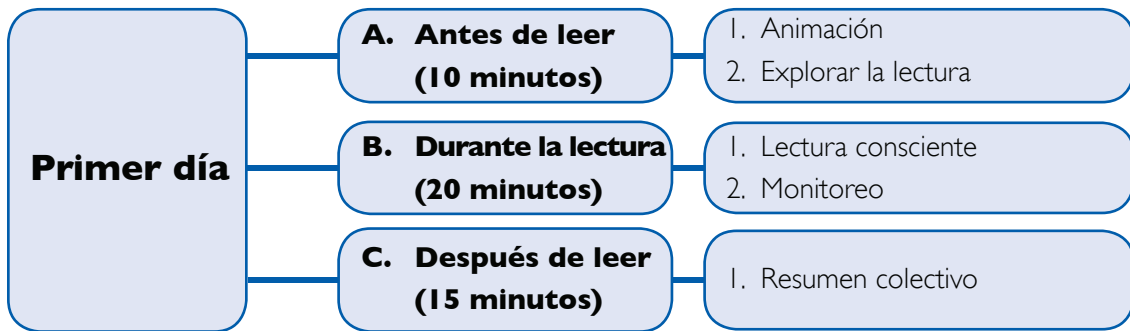 Primer día
A. Antes de leer
(10 minutos)
1. Animación
2. Explorar la lectura
B. Durante la lectura
(20 minutos)
1. Lectura consciente
2. Monitoreo
C. Después de leer
(15 minutos)
1. Resumen colectivo